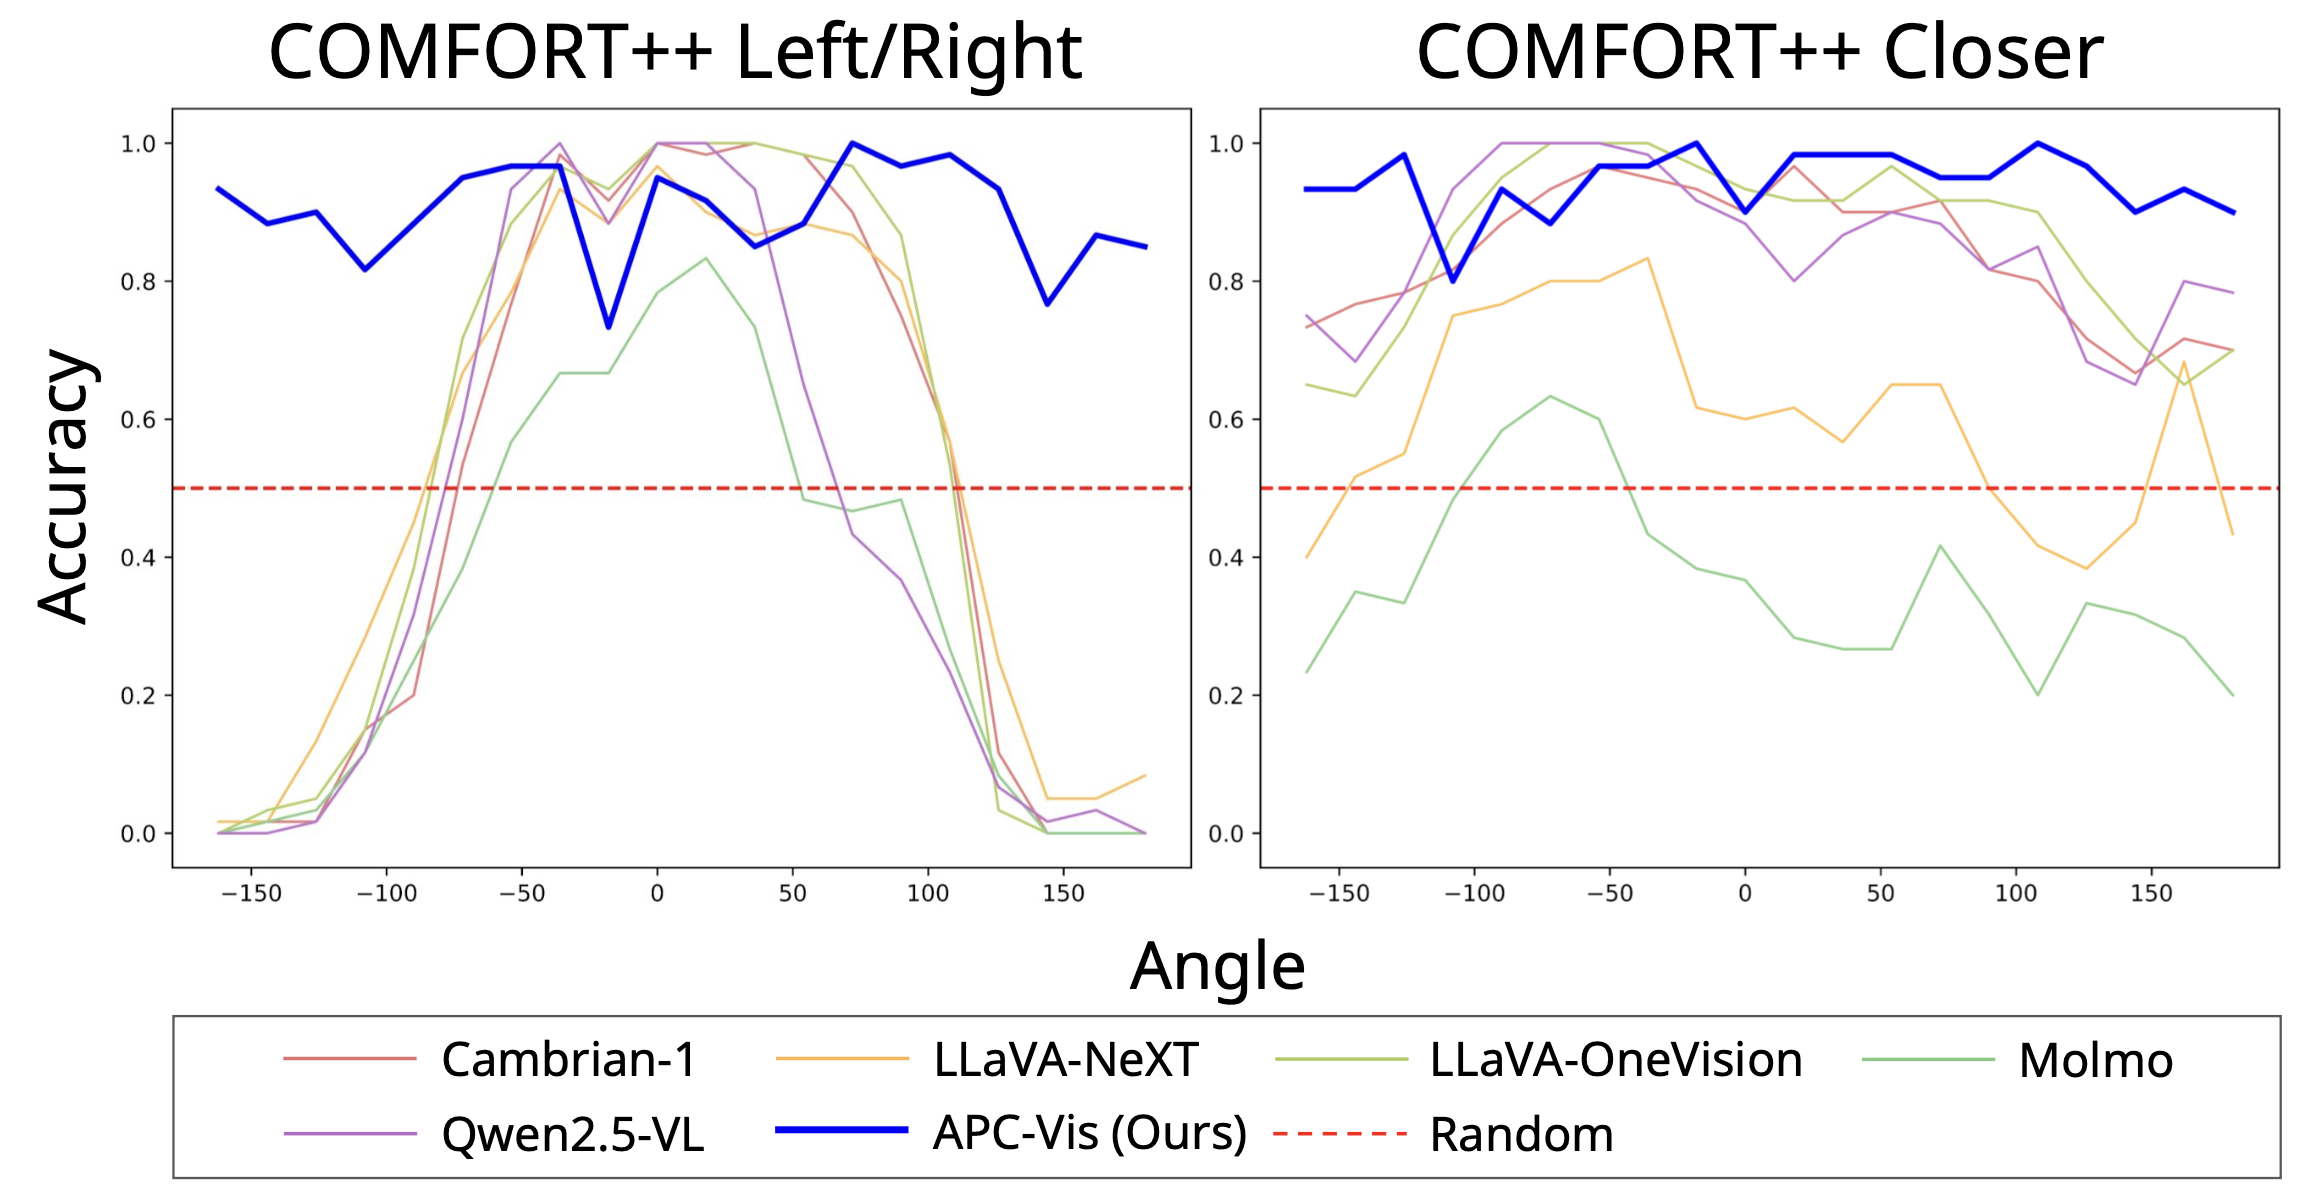 COMFORT++ Left/Right
COMFORT++ Closer
Accuracy
1.0
0.8
0.6
0.4
0.2
0.0
−150 −100 −50 0 50 100 150
1.0
0.8
0.6
0.4
0.2
0.0
−150 −100 −50 0 50 100 150
Angle
Cambrian-1 LLaVA-NeXT LLaVA-OneVision Molmo
Qwen2.5-VL APC-Vis (Ours) Random